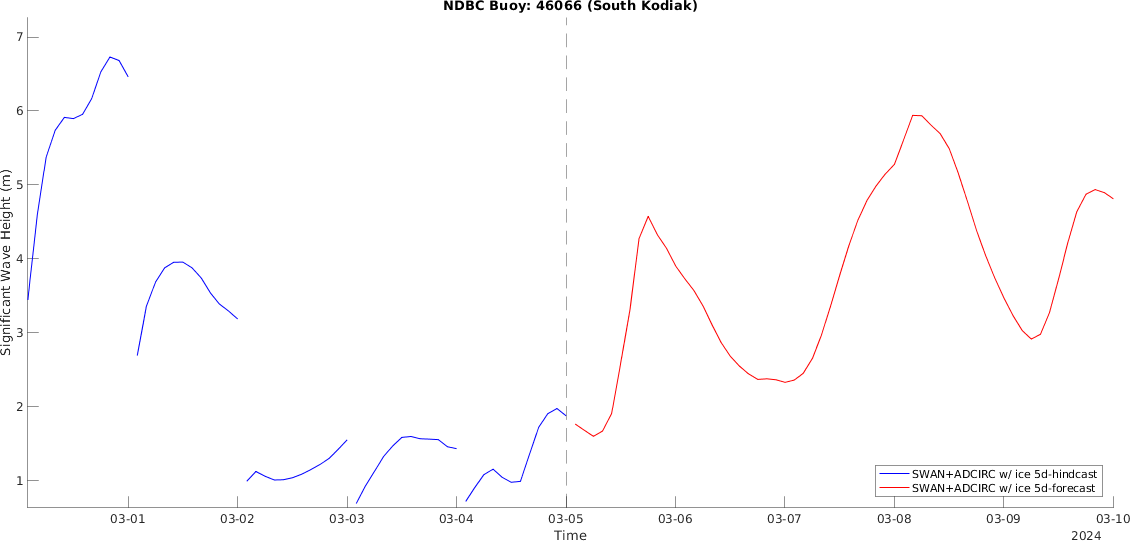 NDBC Buoy: 46066 (South Kodiak)
Significant Wave Height (m)
7
6
5
4
3
2
1
SWAN+ADCIRC w/ ice 5d-hindcast
SWAN+ADCIRC w/ ice 5d-forecast
03-01 03-02 03-03 03-04 03-05 03-06 03-07 03-08 03-09 03-10
Time
2024